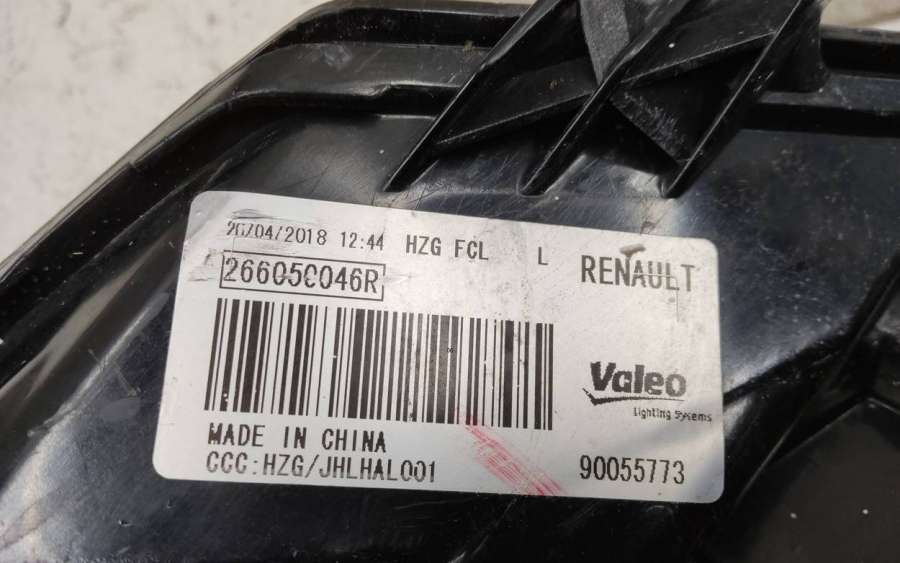 20/04/2018 12:44 HZG FCL L
RENAULT
266050046R
Valeo
lighting systems
MADE IN CHINA
CCC:HZG/JHLHAL001
90055773